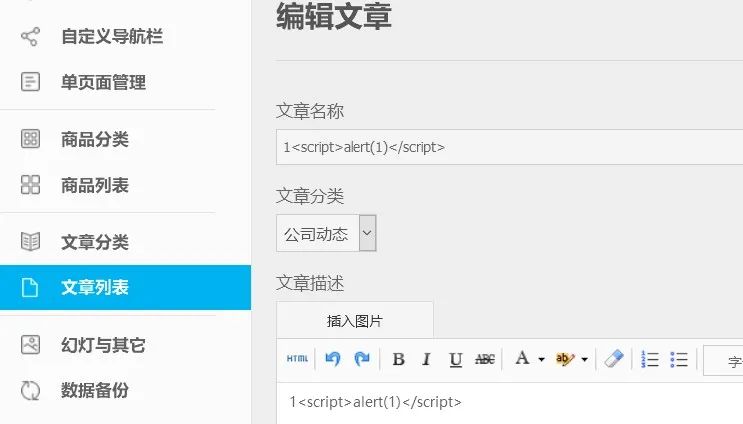 自定义导航栏
单页面管理
商品分类
商品列表
文章分类
文章列表
幻灯与其它
数据备份
编辑文章
文章名称
1<script>alert(1)</script>
文章分类
公司动态
文章描述
插入图片
HTML B I U ABC A ab 字
1<script>alert(1)</script>